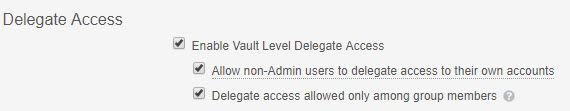 Delegate Access
Enable Vault Level Delegate Access
Allow non-Admin users to delegate access to their own accounts
Delegate access allowed only among group members ?